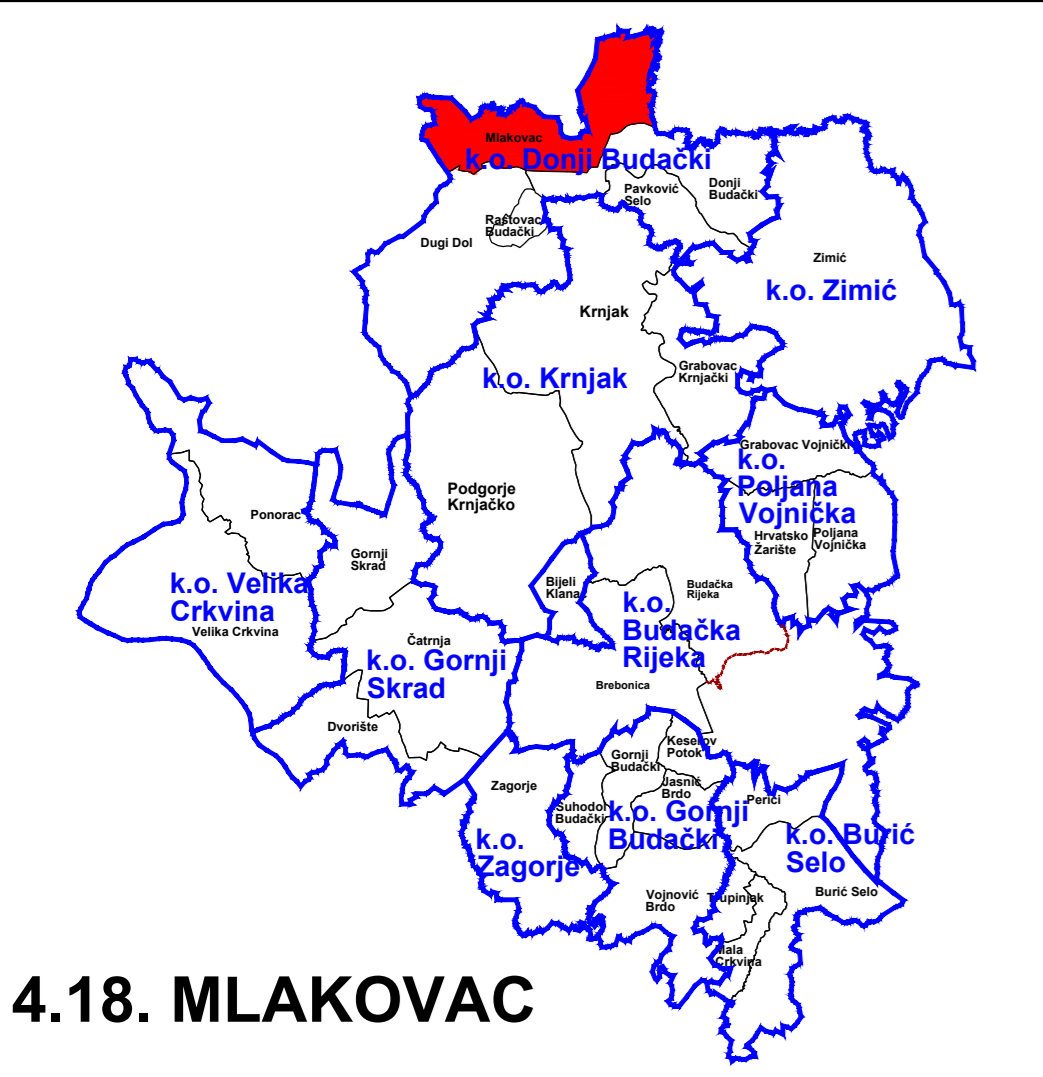 Mlakovac
k.o. Donji Budački
Pavković
Selo
Donji
Budački
Raštovac
Budački
Dugi Dol
Zimić
k.o. Zimić
Krnjak
Grabovac
Krnjački
k.o. Krnjak
Grabovac Vojnički
k.o.
Poljana
Vojnička
Podgorje
Krnjačko
Ponorac
Hrvatsko
Žarište
Poljana
Vojnička
Gornji
Skrad
k.o. Velika
Crkvina
Velika Crkvina
Bijeli
Klanac
Budačka
Rijeka
k.o.
Budačka
Rijeka
Čatrnja
k.o. Gornji
Skrad
Brebonica
Dvorište
Keserov
Potok
Gornji
Budački
Zagorje
Jasnić
Brdo
Perići
Suhodol
Budački
k.o. Gornji
Budački
k.o. Burić
Selo
k.o.
Zagorje
Vojnović
Brdo
Trupinjak
Burić Selo
Mala
Crkvina
4.18. MLAKOVAC